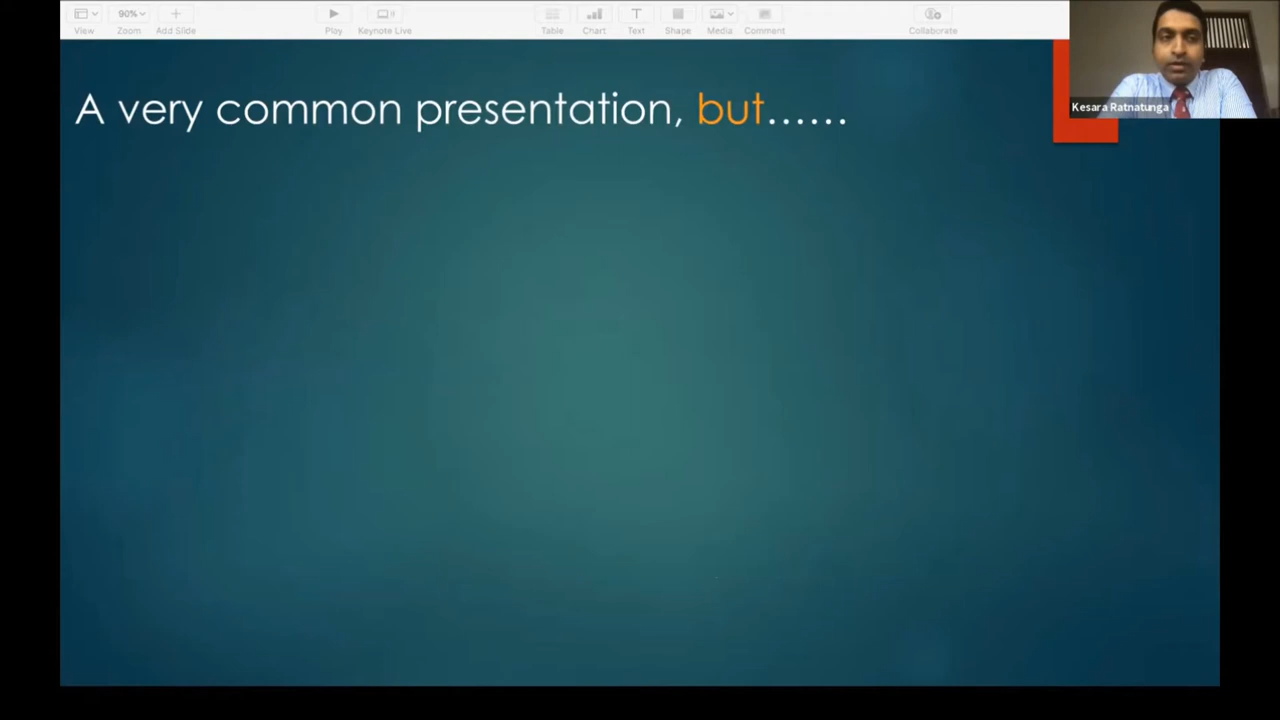 View
Zoom
Add Slide
Play
Keynote Live
Table
Chart
Text
Shape
Media
Comment
Collaborate
90%
T
Kesara Ratnatunga
A very common presentation, but......